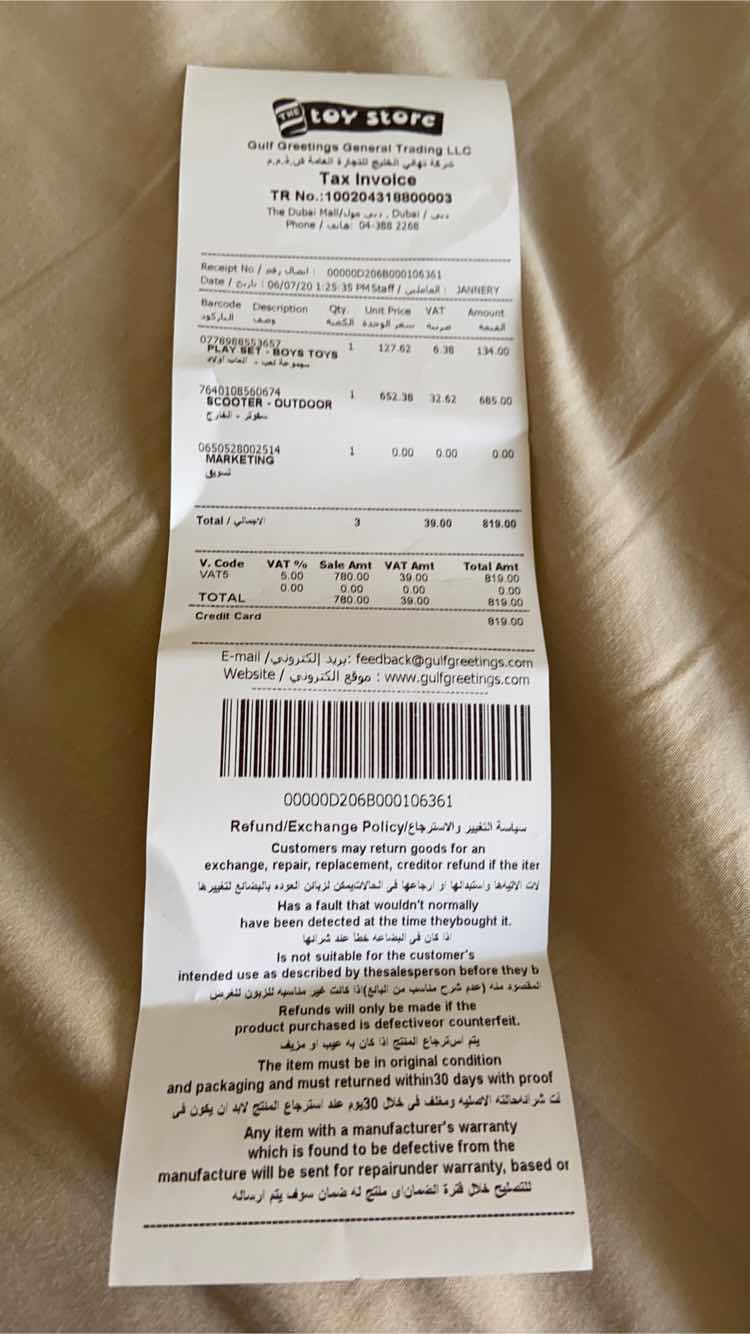 THE toy store
Gulf Greetings General Trading LLC
شركة تهاني الخليج للتجارة العامة ش.ذ.م.م
Tax Invoice
TR No.:100204318800003
The Dubai Mall/دبي مول , Dubai / دبي
Phone / هاتف: 04-388 2266
Receipt No / ايصال رقم : 00000D206B000106361
Date / تاريخ : 06/07/20 1:25:35 PM Staff / العاملين : JANNERY
Barcode Description Qty. Unit Price VAT Amount
الباركود وصف الكمية سعر الوحدة ضريبة القيمة
0778988553657 1 127.62 6.38 134.00
PLAY SET - BOYS TOYS
مجموعة لعب - العاب اولاد
7640108560674 1 652.38 32.62 685.00
SCOOTER - OUTDOOR
سكوتر - الخارج
0650528002514 1 0.00 0.00 0.00
MARKETING
تسويق
Total / الاجمالي 3 39.00 819.00
V. Code VAT % Sale Amt VAT Amt Total Amt
VAT5 5.00 780.00 39.00 819.00
0.00 0.00 0.00 0.00
TOTAL 780.00 39.00 819.00
Credit Card 819.00
E-mail /بريد إلكتروني: feedback@gulfgreetings.com
Website / موقع الكتروني : www.gulfgreetings.com
00000D206B000106361
Refund/Exchange Policy/سياسة التغيير والاسترجاع
Customers may return goods for an
exchange, repair, replacement, creditor refund if the iter
لات الاتيةها واستبدالها او ارجاعها في الحالاتيمكن لزبائن العوده بالبضائع لتغييرها
Has a fault that wouldn't normally
have been detected at the time theybought it.
اذا كان في البضاعه خطأ عند شرائها
Is not suitable for the customer's
intended use as described by thesalesperson before they b
المقصود منه (عدم شرح مناسب من البائع)اذا كانت غير مناسبه للزبون للغرض
Refunds will only be made if the
product purchased is defectiveor counterfeit.
يتم استرجاع المنتج اذا كان به عيب او مزيف
The item must be in original condition
and packaging and must returned within30 days with proof
ت شرائهحالته الاصليه ومغلف في خلال 30يوم عند استرجاع المنتج لابد ان يكون في
Any item with a manufacturer's warranty
which is found to be defective from the
manufacture will be sent for repairunder warranty, based or
للتصليح خلال فترة الضماناى منتج له ضمان سوف يتم ارساله